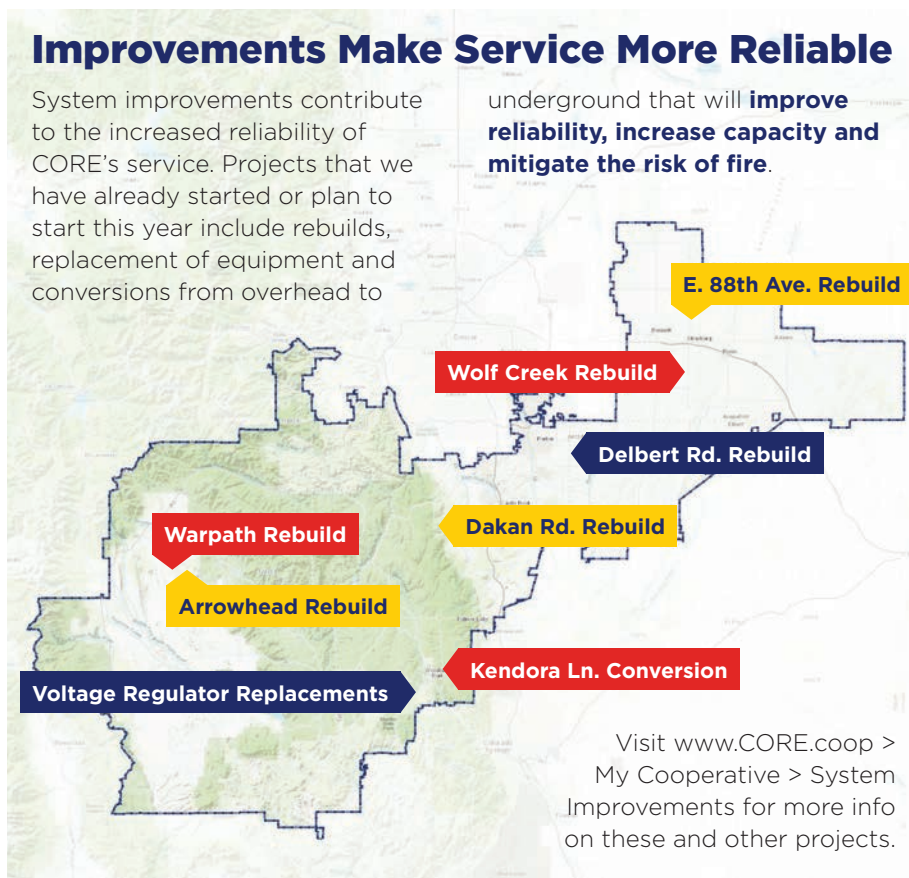 Improvements Make Service More Reliable
System improvements contribute
to the increased reliability of
CORE’s service. Projects that we
have already started or plan to
start this year include rebuilds,
replacement of equipment and
conversions from overhead to
underground that will improve
reliability, increase capacity and
mitigate the risk of fire.
E. 88th Ave. Rebuild
Wolf Creek Rebuild
Delbert Rd. Rebuild
Dakan Rd. Rebuild
Warpath Rebuild
Arrowhead Rebuild
Kendora Ln. Conversion
Voltage Regulator Replacements
Visit www.CORE.coop >
My Cooperative > System
Improvements for more info
on these and other projects.